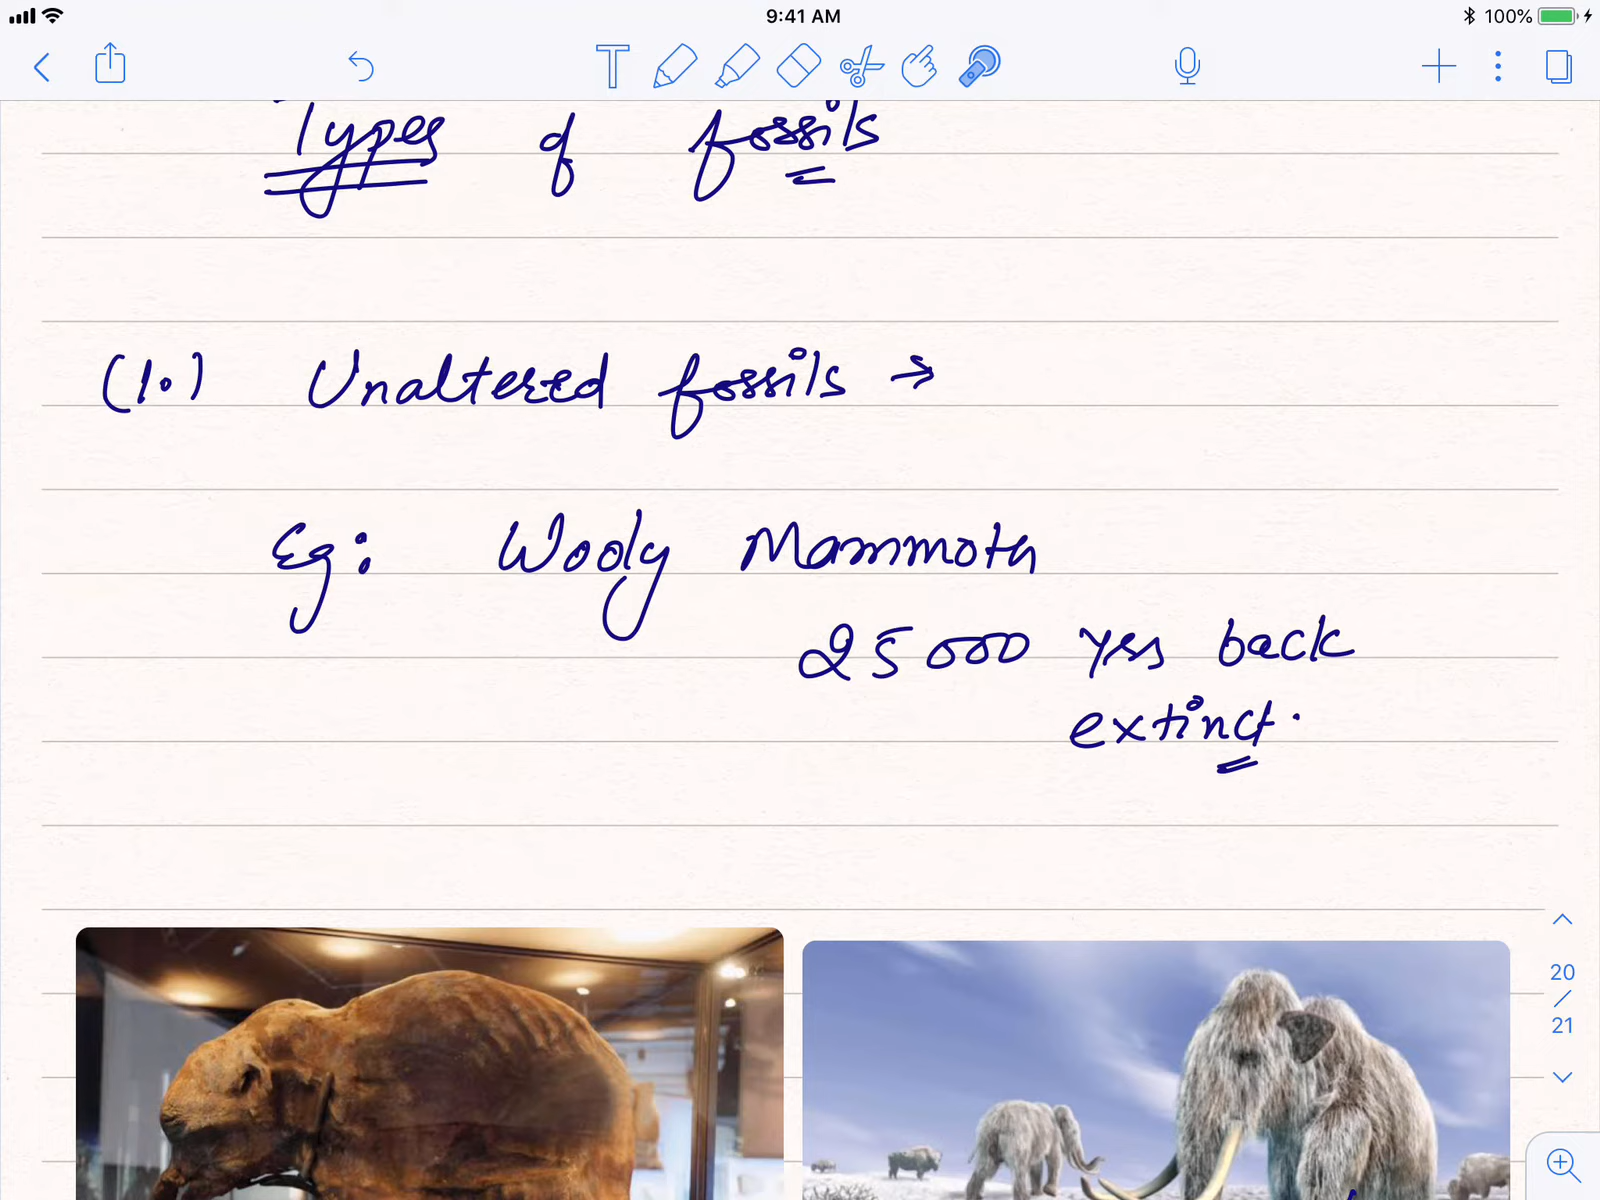 9:41 AM
100%
T
Types of fossils
(1.) Unaltered fossils →
Eg: Wooly Mammoth
25000 yrs back
extinct.
20
/
21